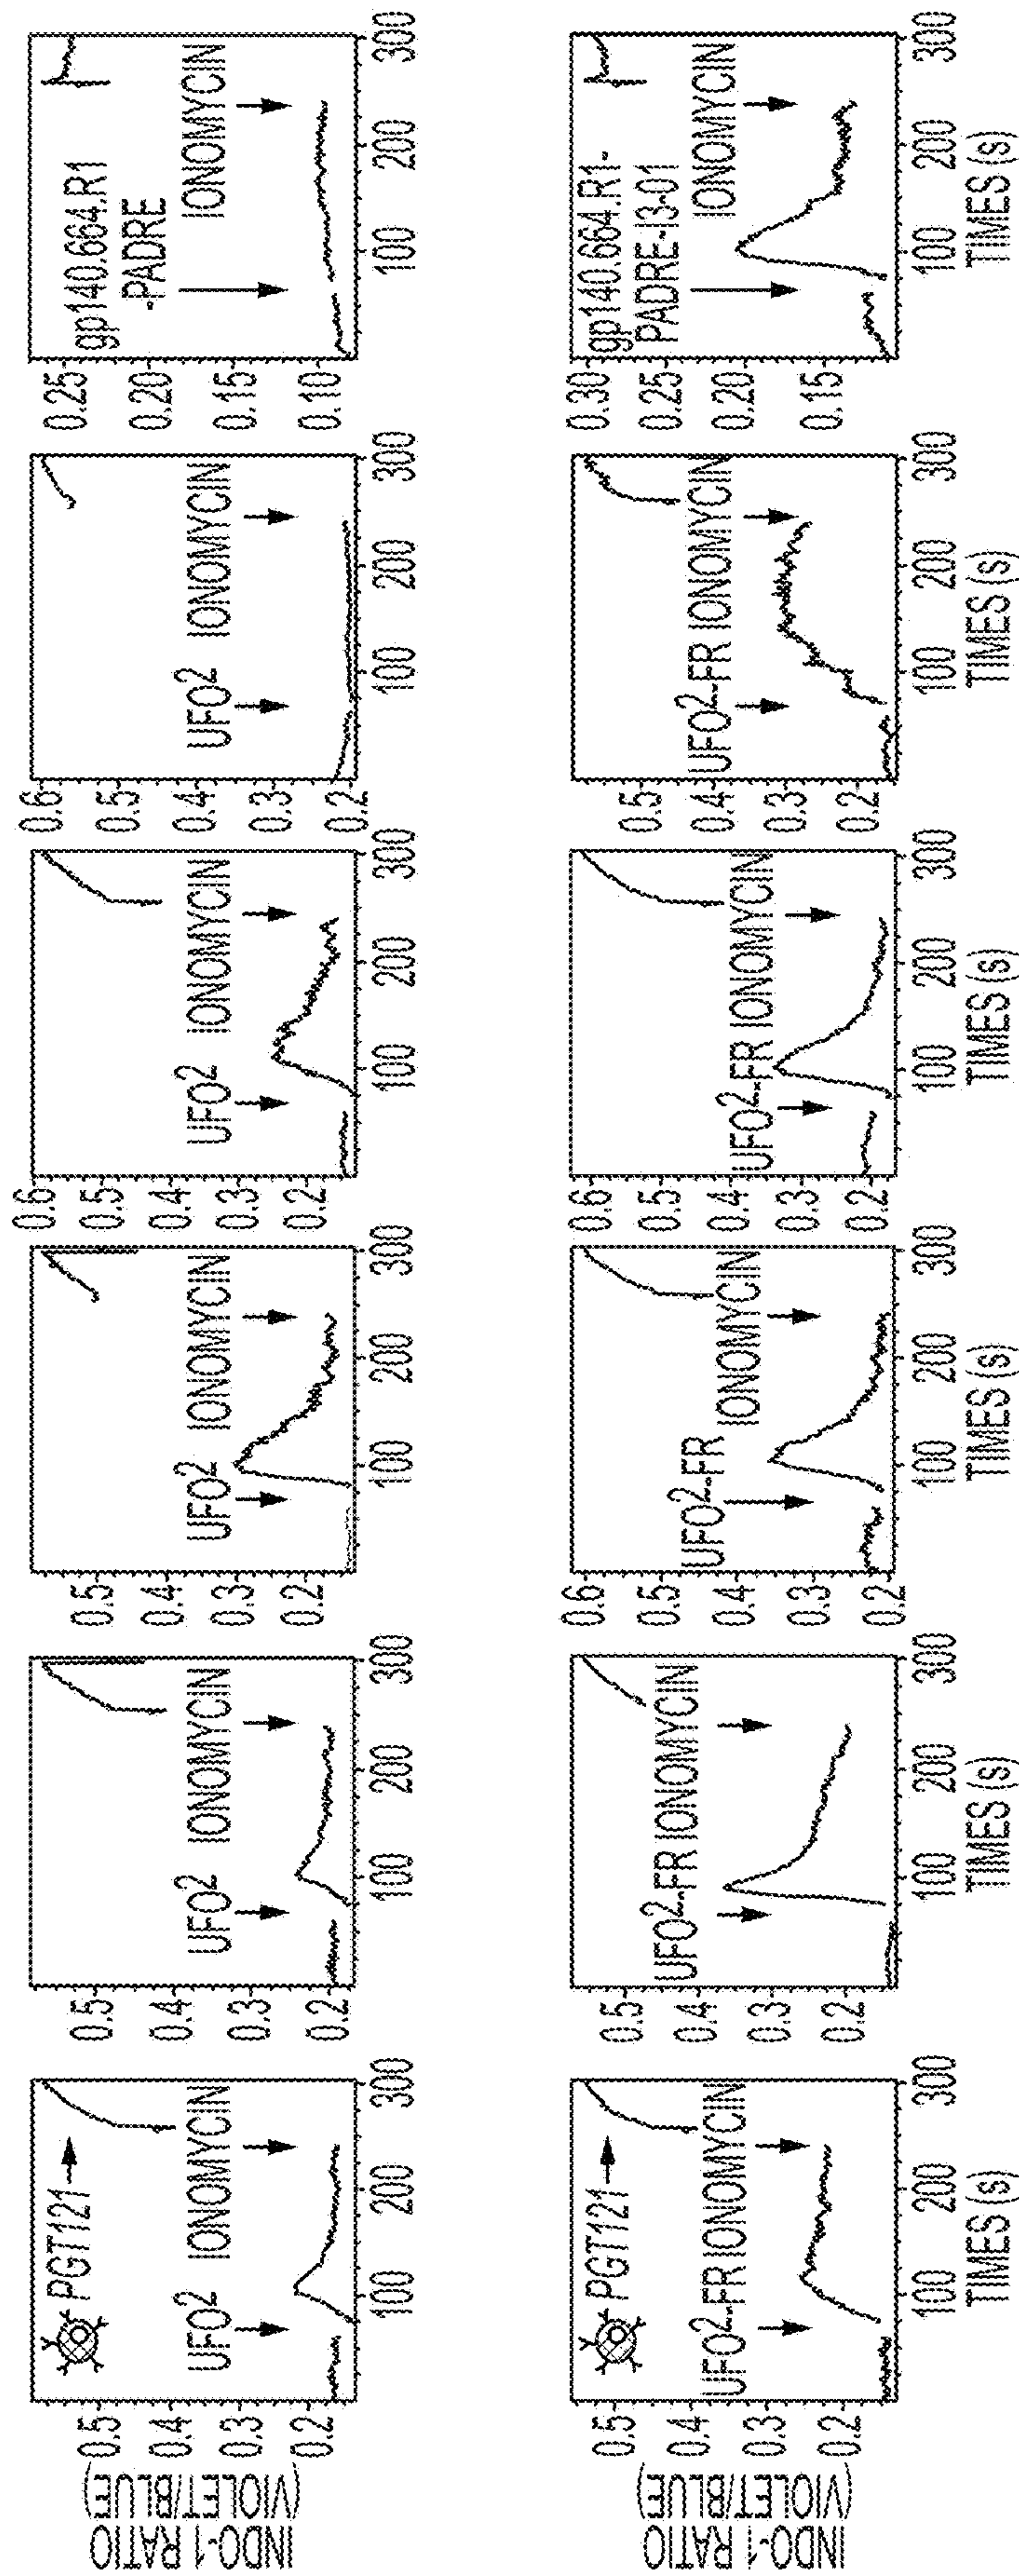 INDO-1 RATIO
(VIOLET/BLUE)
0.5
0.4
0.3
0.2
PGT121
UFO² IONOMYCIN
100 200 300
0.5
0.4
0.3
0.2
UFO² IONOMYCIN
100 200 300
0.5
0.4
0.3
0.2
UFO² IONOMYCIN
100 200 300
0.6
0.5
0.4
0.3
0.2
UFO² IONOMYCIN
100 200 300
0.6
0.5
0.4
0.3
0.2
UFO² IONOMYCIN
100 200 300
0.25
0.20
0.15
0.10
gp140.664.R1
-PADRE
IONOMYCIN
100 200 300
INDO-1 RATIO
(VIOLET/BLUE)
0.5
0.4
0.3
0.2
PGT121
UFO²-FR IONOMYCIN
100 200 300
TIMES (s)
0.5
0.4
0.3
0.2
UFO²-FR IONOMYCIN
100 200 300
TIMES (s)
0.6
0.5
0.4
0.3
0.2
UFO²-FR
IONOMYCIN
100 200 300
TIMES (s)
0.6
0.5
0.4
0.3
0.2
UFO²-FR IONOMYCIN
100 200 300
TIMES (s)
0.5
0.4
0.3
0.2
UFO²-FR IONOMYCIN
100 200 300
TIMES (s)
0.30
0.25
0.20
0.15
gp140.664.R1-
PADRE-I3-01
IONOMYCIN
100 200 300
TIMES (s)